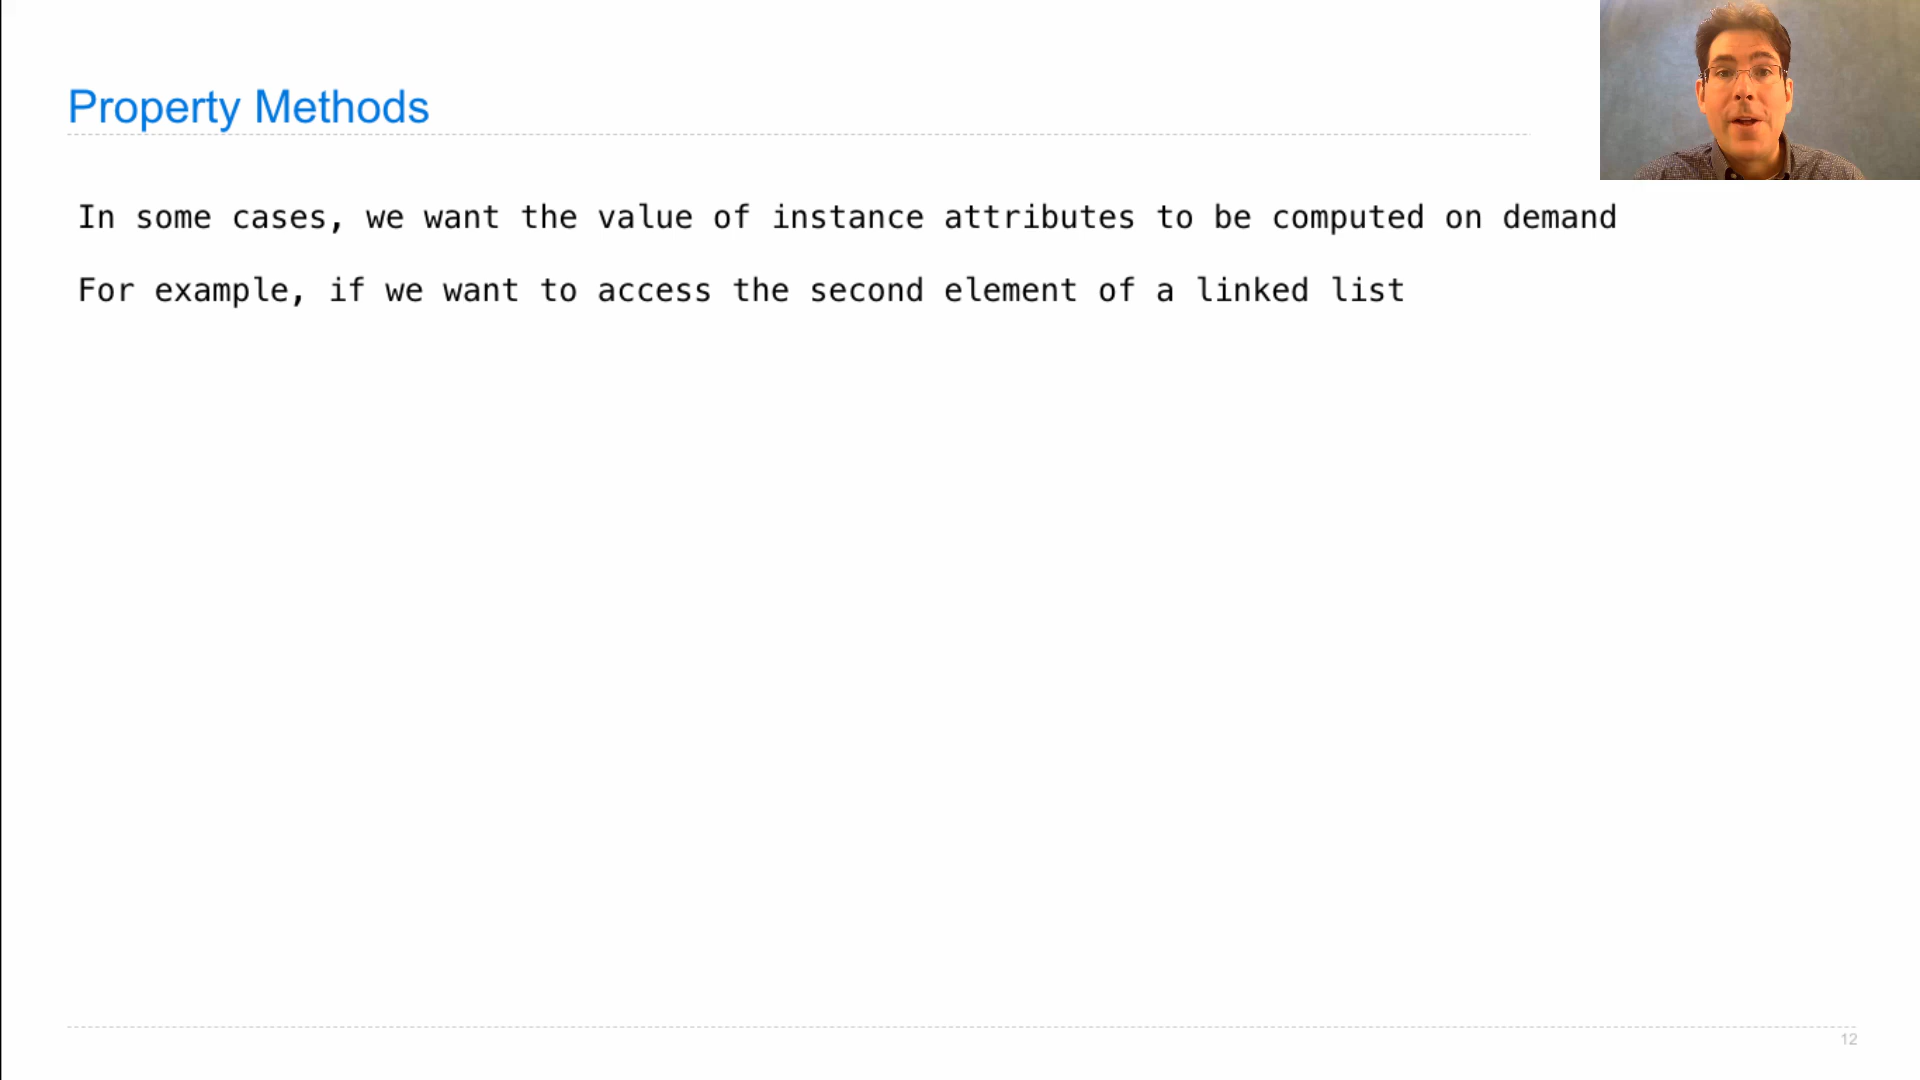 Property Methods
In some cases, we want the value of instance attributes to be computed on demand
For example, if we want to access the second element of a linked list
12